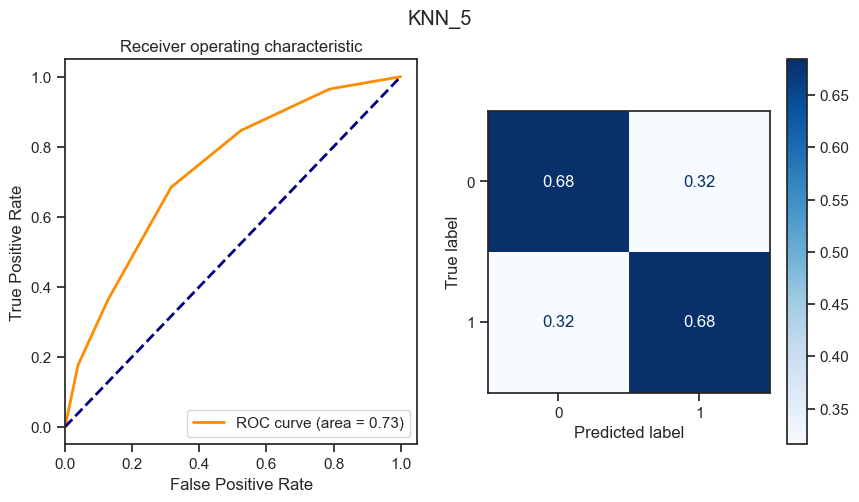 KNN_5
Receiver operating characteristic
True Positive Rate
1.0
0.8
0.6
0.4
0.2
0.0
0.0 0.2 0.4 0.6 0.8 1.0
False Positive Rate
ROC curve (area = 0.73)
True label
0
1
0.68 0.32
0.32 0.68
0 1
Predicted label
0.65
0.60
0.55
0.50
0.45
0.40
0.35